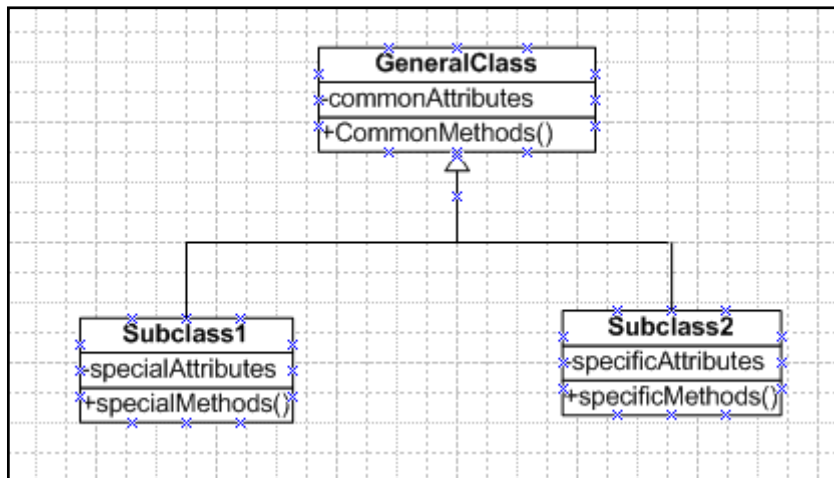 GeneralClass
-commonAttributes
+CommonMethods()
Subclass1
-specialAttributes
+specialMethods()
Subclass2
-specificAttributes
+specificMethods()